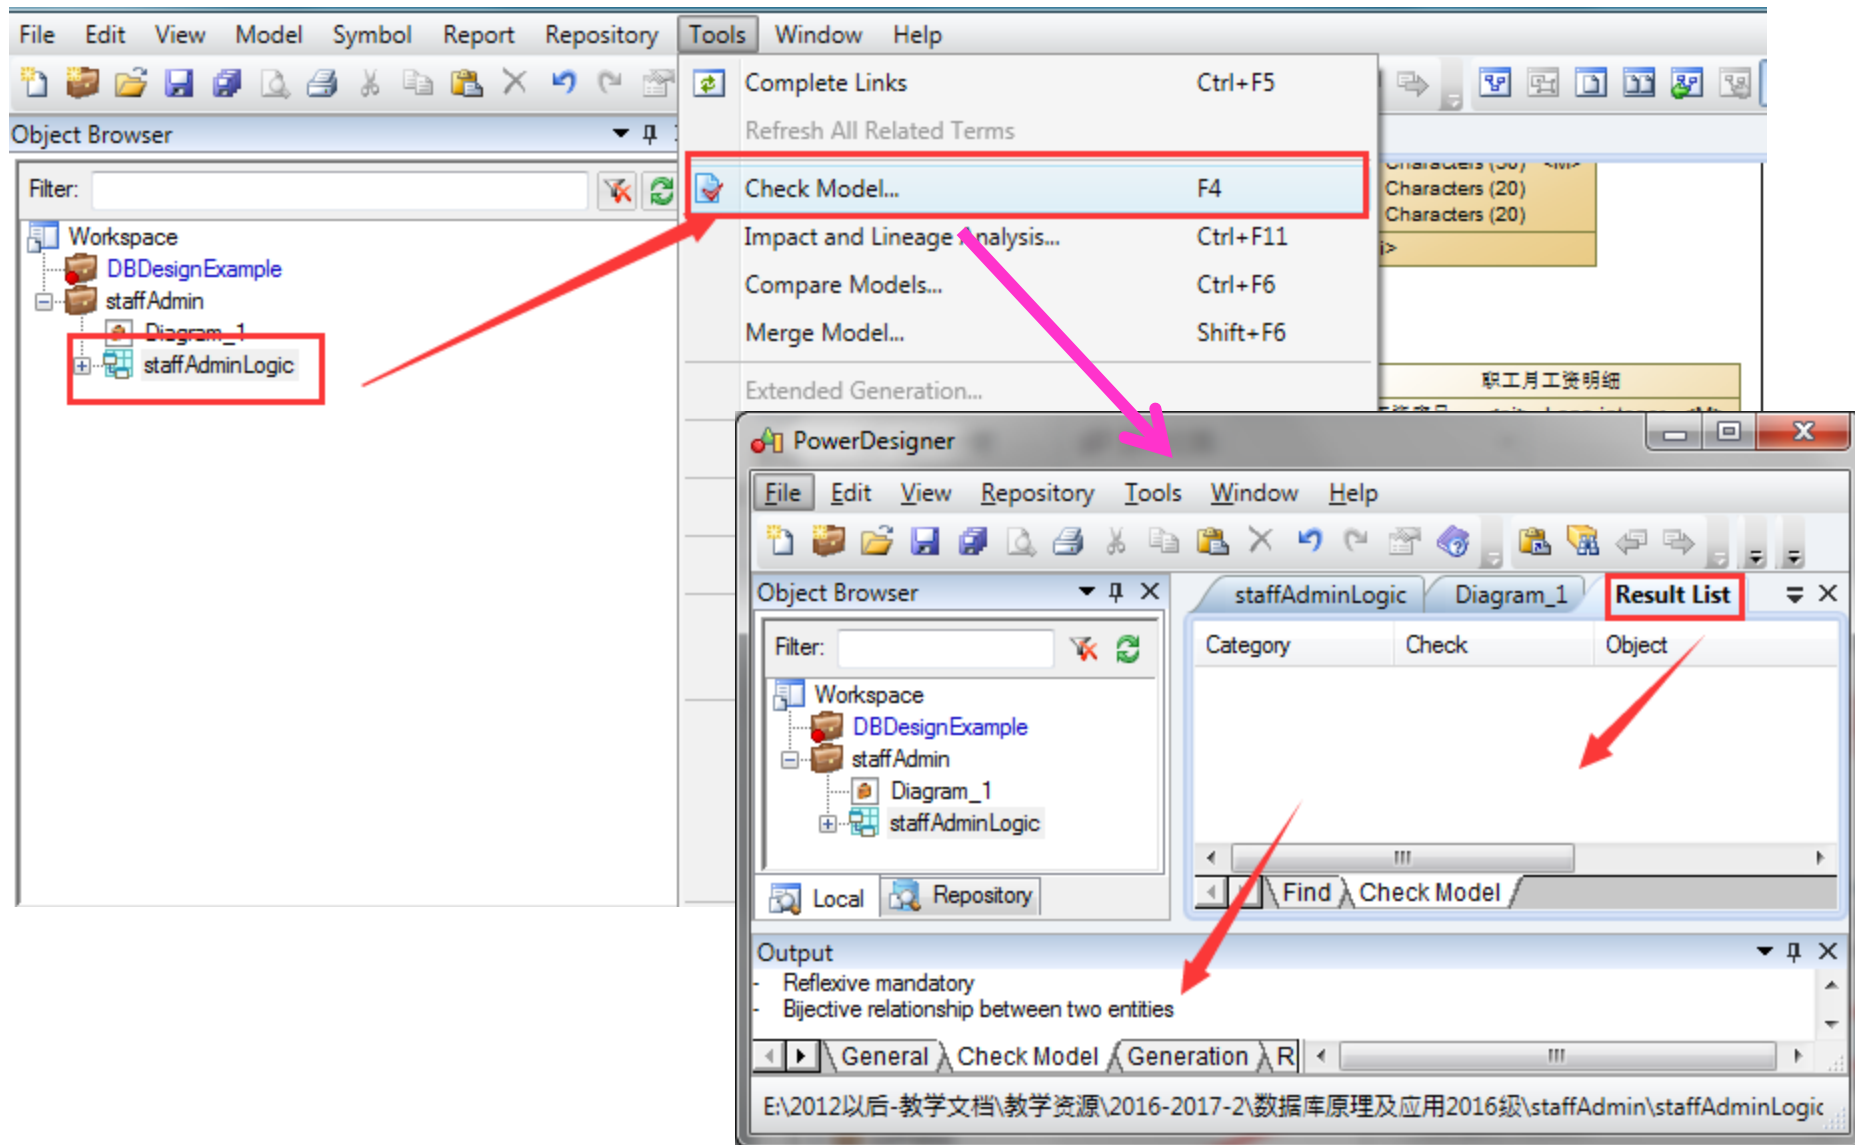 File Edit View Model Symbol Report Repository Tools Window Help
Complete Links Ctrl+F5
Object Browser
Refresh All Related Terms
Characters (20)
Characters (20)
Filter:
Check Model... F4
Workspace
DBDesignExample
staffAdmin
Diagram_1
staffAdminLogic
Impact and Lineage Analysis... Ctrl+F11
Compare Models... Ctrl+F6
Merge Model... Shift+F6
Extended Generation...
职工月工资明细
PowerDesigner
File Edit View Repository Tools Window Help
Object Browser
staffAdminLogic Diagram_1 Result List
Filter:
Category Check Object
Workspace
DBDesignExample
staffAdmin
Diagram_1
staffAdminLogic
Local Repository
Find Check Model
Output
- Reflexive mandatory
- Bijective relationship between two entities
General Check Model Generation R
E:\2012以后-教学文档\教学资源\2016-2017-2\数据库原理及应用2016级\staffAdmin\staffAdminLogic